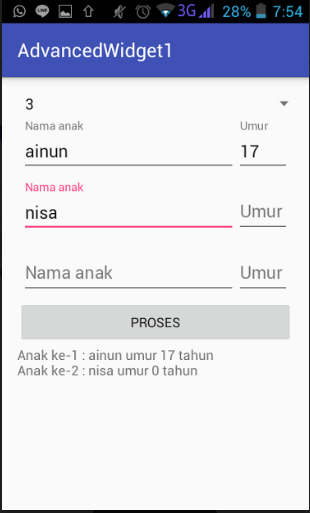 3G 28% 7:54
AdvancedWidget1
3
Nama anak Umur
ainun 17
Nama anak
nisa Umur
Nama anak Umur
PROSES
Anak ke-1 : ainun umur 17 tahun
Anak ke-2 : nisa umur 0 tahun